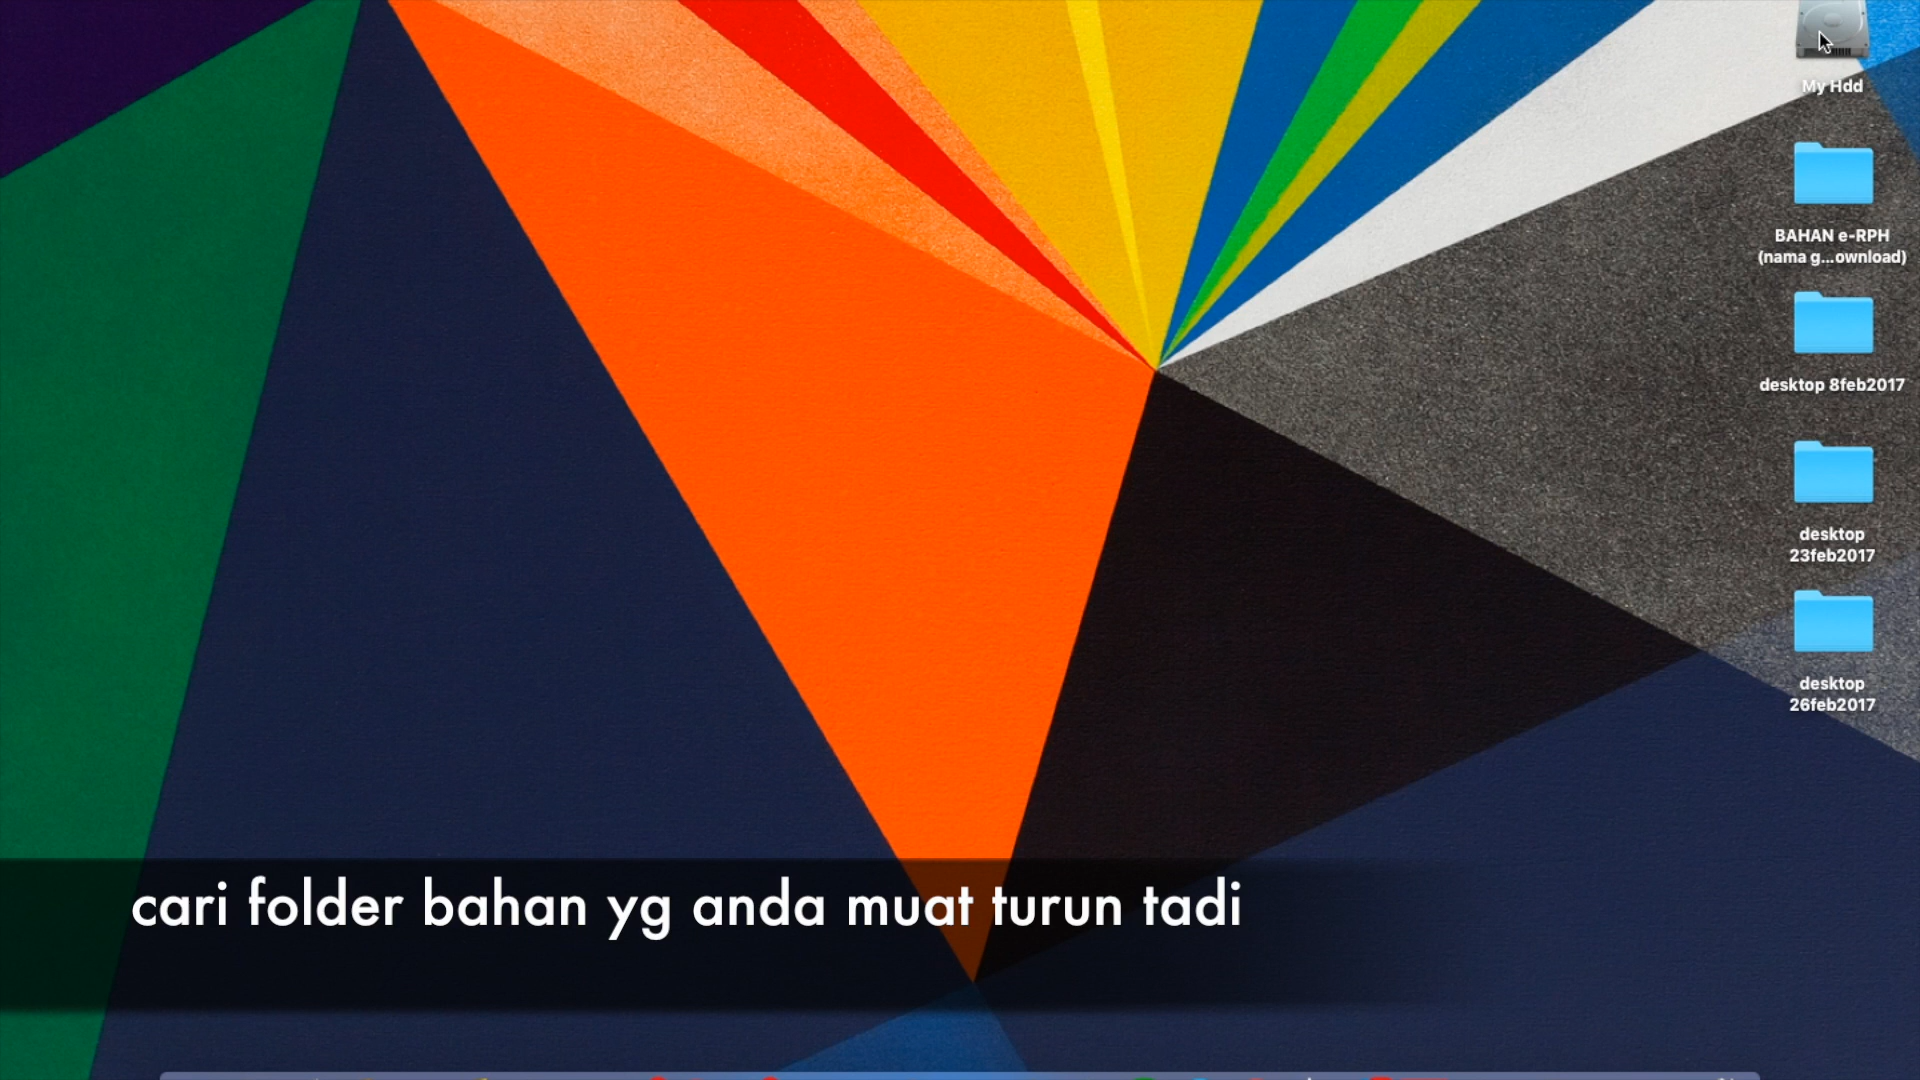 My Hdd
BAHAN e-RPH
(nama g...ownload)
desktop 8feb2017
desktop
23feb2017
desktop
26feb2017
cari folder bahan yg anda muat turun tadi